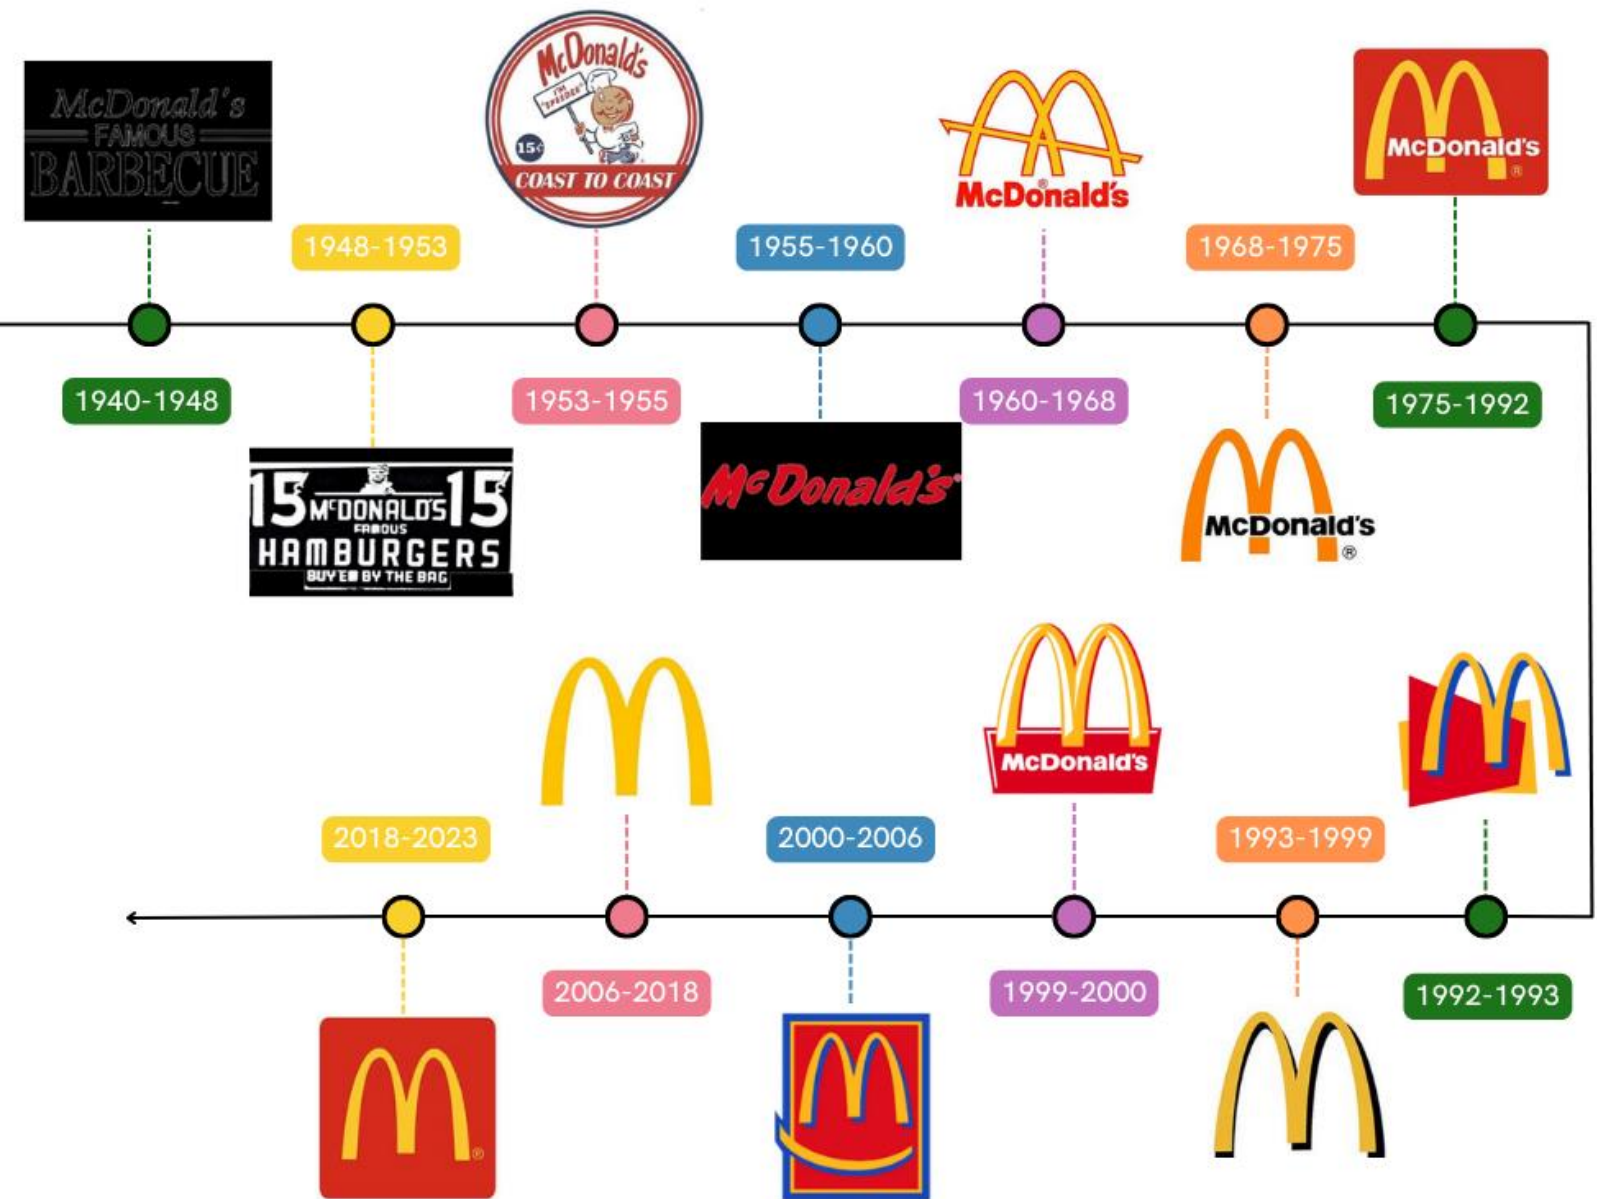 McDonald's
FAMOUS
BARBECUE
1940-1948
1948-1953
15¢ McDONALD'S 15¢
FAMOUS
HAMBURGERS
BUY'EM BY THE BAG
McDonald's
I'M
"SPEEDEE"
15¢
COAST TO COAST
1953-1955
1955-1960
McDonald's
McDonald's
®
1960-1968
1968-1975
McDonald's
®
McDonald's
®
1975-1992
1992-1993
1993-1999
McDonald's
1999-2000
2000-2006
2006-2018
2018-2023
®